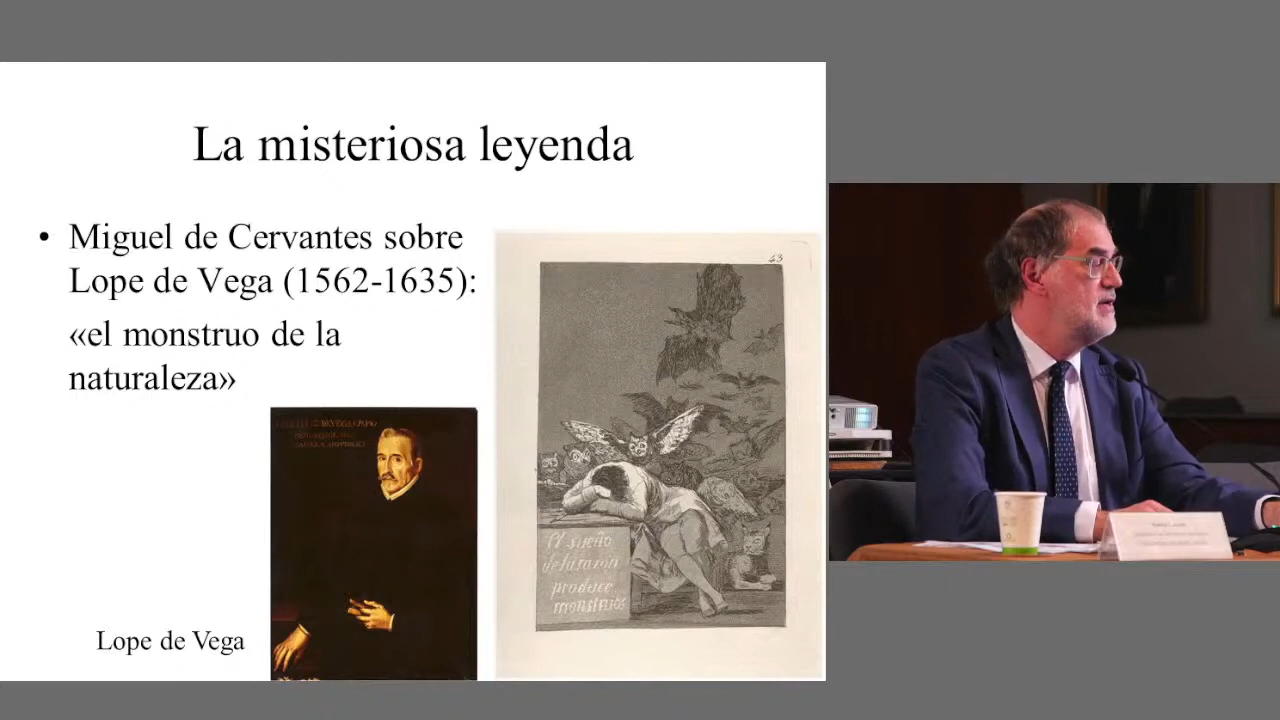 La misteriosa leyenda
• Miguel de Cervantes sobre
Lope de Vega (1562-1635):
«el monstruo de la
naturaleza»
43
El sueño
de la razon
produce
monstruos
Lope de Vega